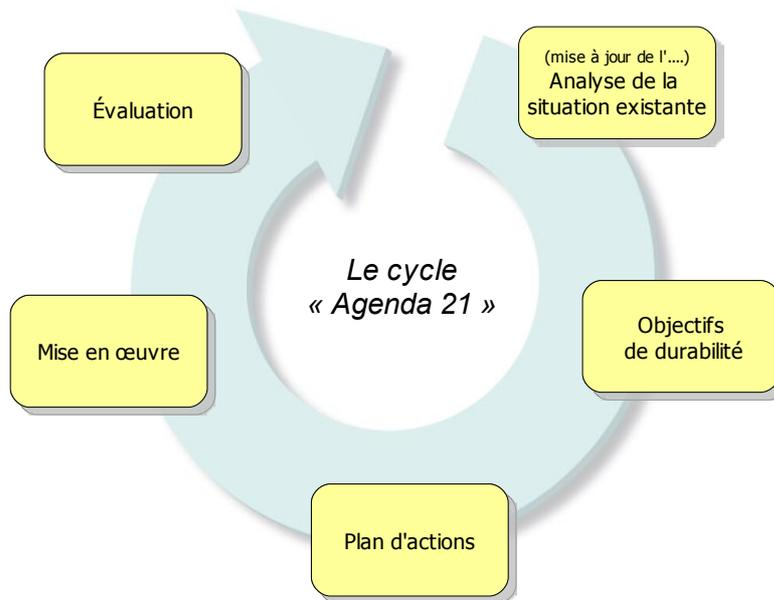 (mise à jour de l'....)
Analyse de la
situation existante
Objectifs
de durabilité
Plan d'actions
Mise en œuvre
Évaluation
Le cycle
« Agenda 21 »